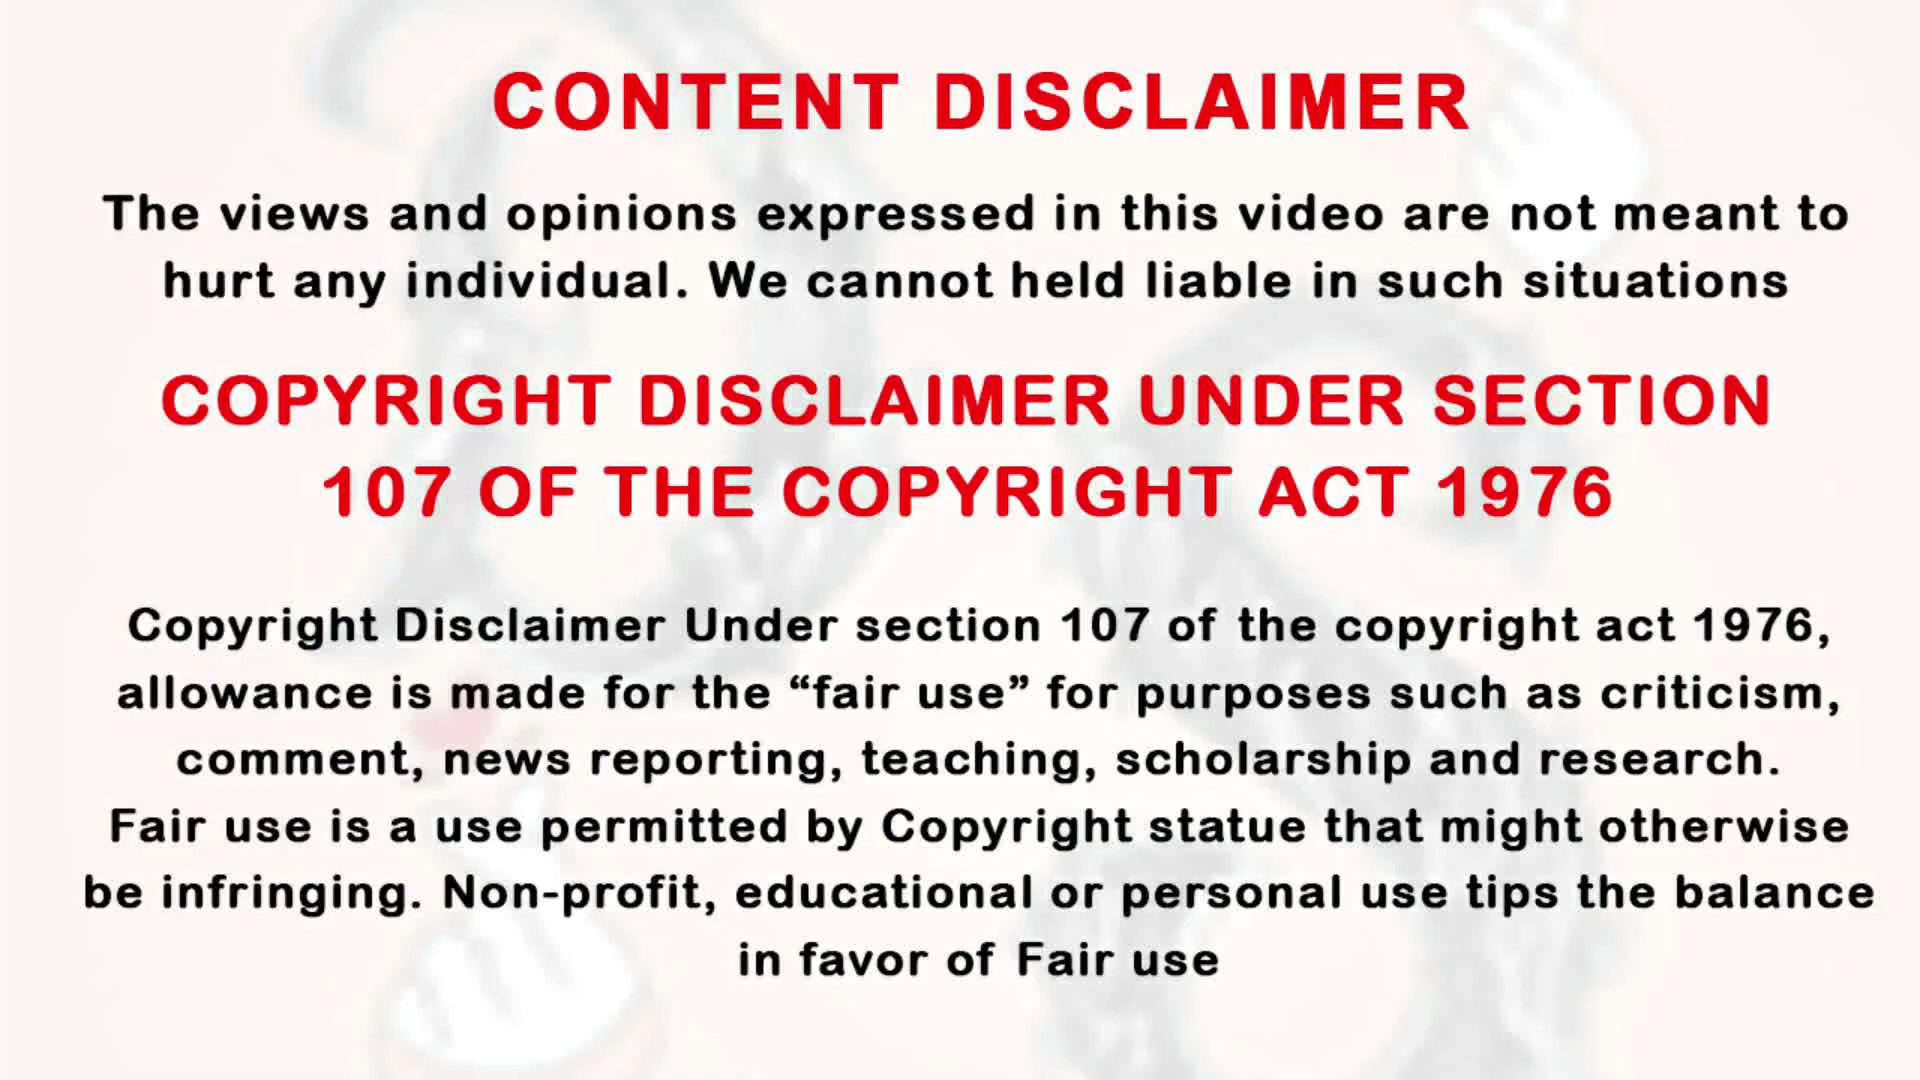 CONTENT DISCLAIMER
The views and opinions expressed in this video are not meant to
hurt any individual. We cannot held liable in such situations
COPYRIGHT DISCLAIMER UNDER SECTION
107 OF THE COPYRIGHT ACT 1976
Copyright Disclaimer Under section 107 of the copyright act 1976,
allowance is made for the “fair use” for purposes such as criticism,
comment, news reporting, teaching, scholarship and research.
Fair use is a use permitted by Copyright statue that might otherwise
be infringing. Non-profit, educational or personal use tips the balance
in favor of Fair use